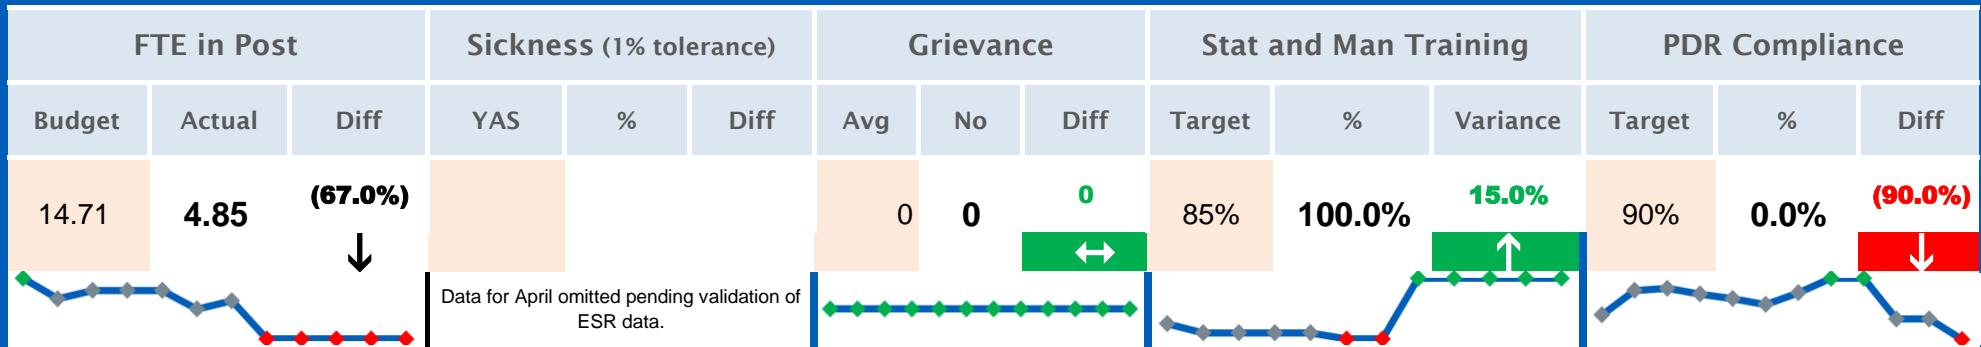 FTE in Post Sickness (1% tolerance) Grievance Stat and Man Training PDR Compliance
Budget Actual Diff YAS % Diff Avg No Diff Target % Variance Target % Diff
14.71 4.85 (67.0%) 0 0 0 85% 100.0% 15.0% 90% 0.0% (90.0%)
↓ ↔ ↑ ↓
Data for April omitted pending validation of
ESR data.